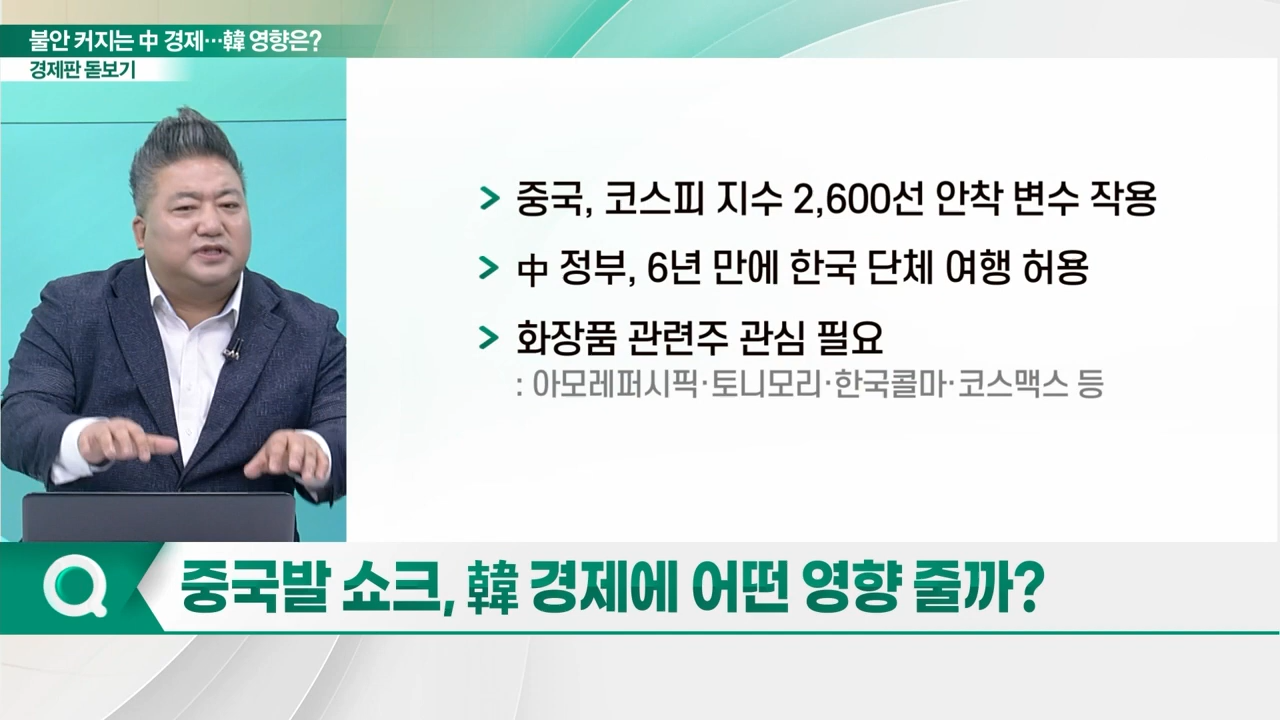 불안 커지는 中 경제…韓 영향은?
경제판 돋보기
> 중국, 코스피 지수 2,600선 안착 변수 작용
> 中 정부, 6년 만에 한국 단체 여행 허용
> 화장품 관련주 관심 필요
: 아모레퍼시픽·토니모리·한국콜마·코스맥스 등
Q 중국발 쇼크, 韓 경제에 어떤 영향 줄까?